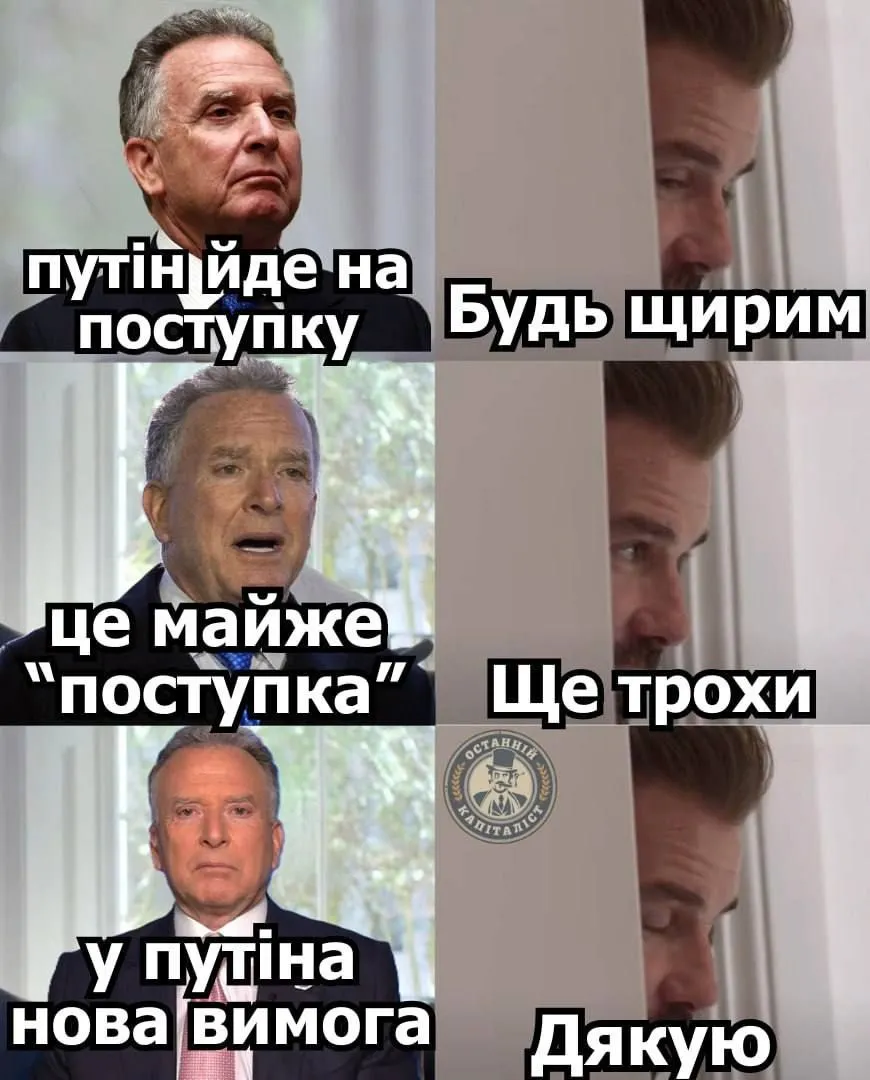 путін йде на
поступку
Будь щирим
це майже
“поступка”
Ще трохи
ОСТАННІЙ
КАПІТАЛІСТ
у путіна
нова вимога
Дякую